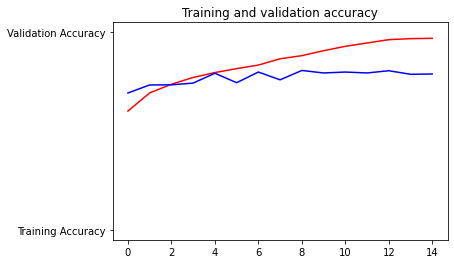 Training and validation accuracy
Validation Accuracy
Training Accuracy
0 2 4 6 8 10 12 14